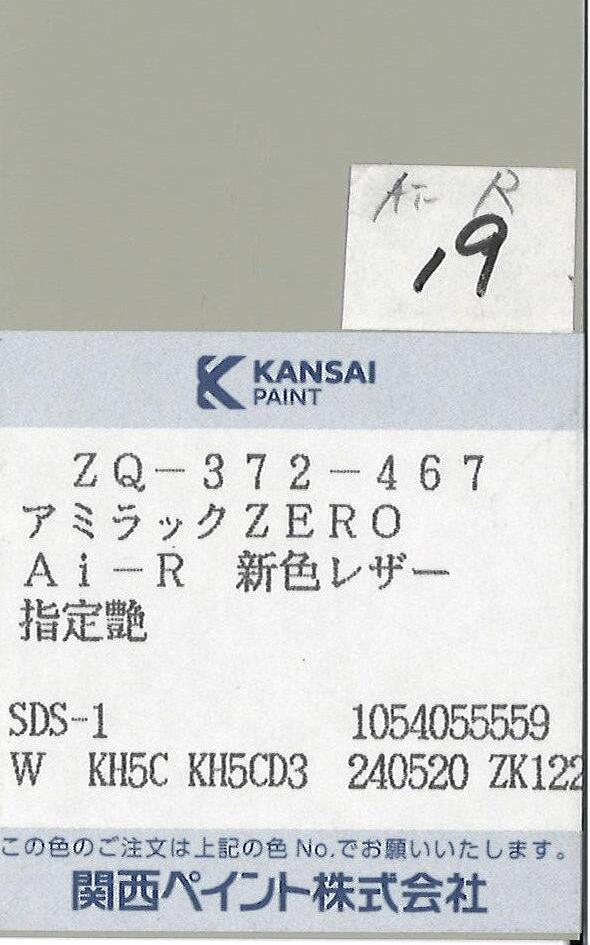 Ai-R
19
KANSAI
PAINT
ZQ-372-467
アミラックZERO
Ai-R 新色レザー
指定艶
SDS-1 1054055559
W KH5C KH5CD3 240520 ZK122
この色のご注文は上記の色No.でお願いいたします。
関西ペイント株式会社